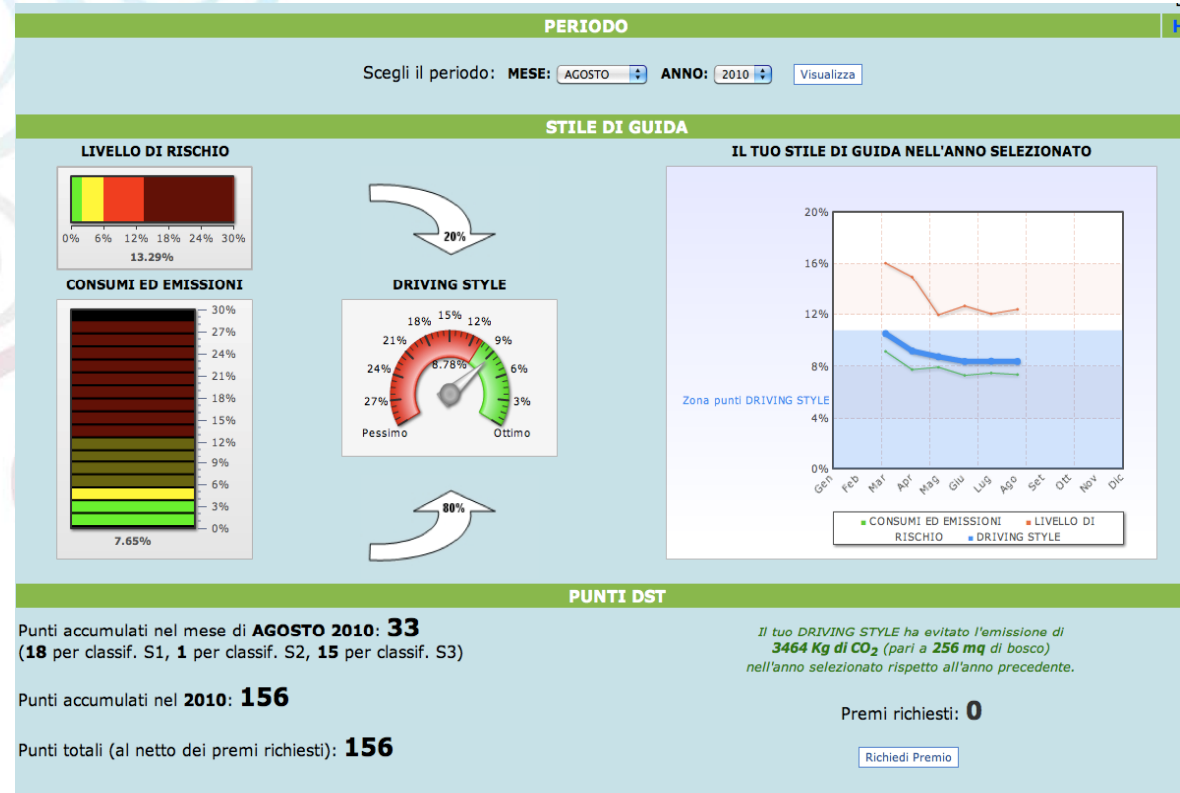 PERIODO
H
Scegli il periodo: MESE: AGOSTO ANNO: 2010 Visualizza
STILE DI GUIDA
LIVELLO DI RISCHIO
0% 6% 12% 18% 24% 30%
13.29%
CONSUMI ED EMISSIONI
30%
27%
24%
21%
18%
15%
12%
9%
6%
3%
0%
7.65%
20%
DRIVING STYLE
15%
18% 12%
21% 9%
8.78%
24% 6%
27% 3%
Pessimo Ottimo
80%
IL TUO STILE DI GUIDA NELL'ANNO SELEZIONATO
20%
16%
12%
8%
Zona punti DRIVING STYLE
4%
0%
Gen Feb Mar Apr Mag Giu Lug Ago Set Ott Nov Dic
CONSUMI ED EMISSIONI LIVELLO DI
RISCHIO DRIVING STYLE
PUNTI DST
Punti accumulati nel mese di AGOSTO 2010: 33
(18 per classif. S1, 1 per classif. S2, 15 per classif. S3)
Punti accumulati nel 2010: 156
Punti totali (al netto dei premi richiesti): 156
Il tuo DRIVING STYLE ha evitato l'emissione di
3464 Kg di CO2 (pari a 256 mq di bosco)
nell'anno selezionato rispetto all'anno precedente.
Premi richiesti: 0
Richiedi Premio